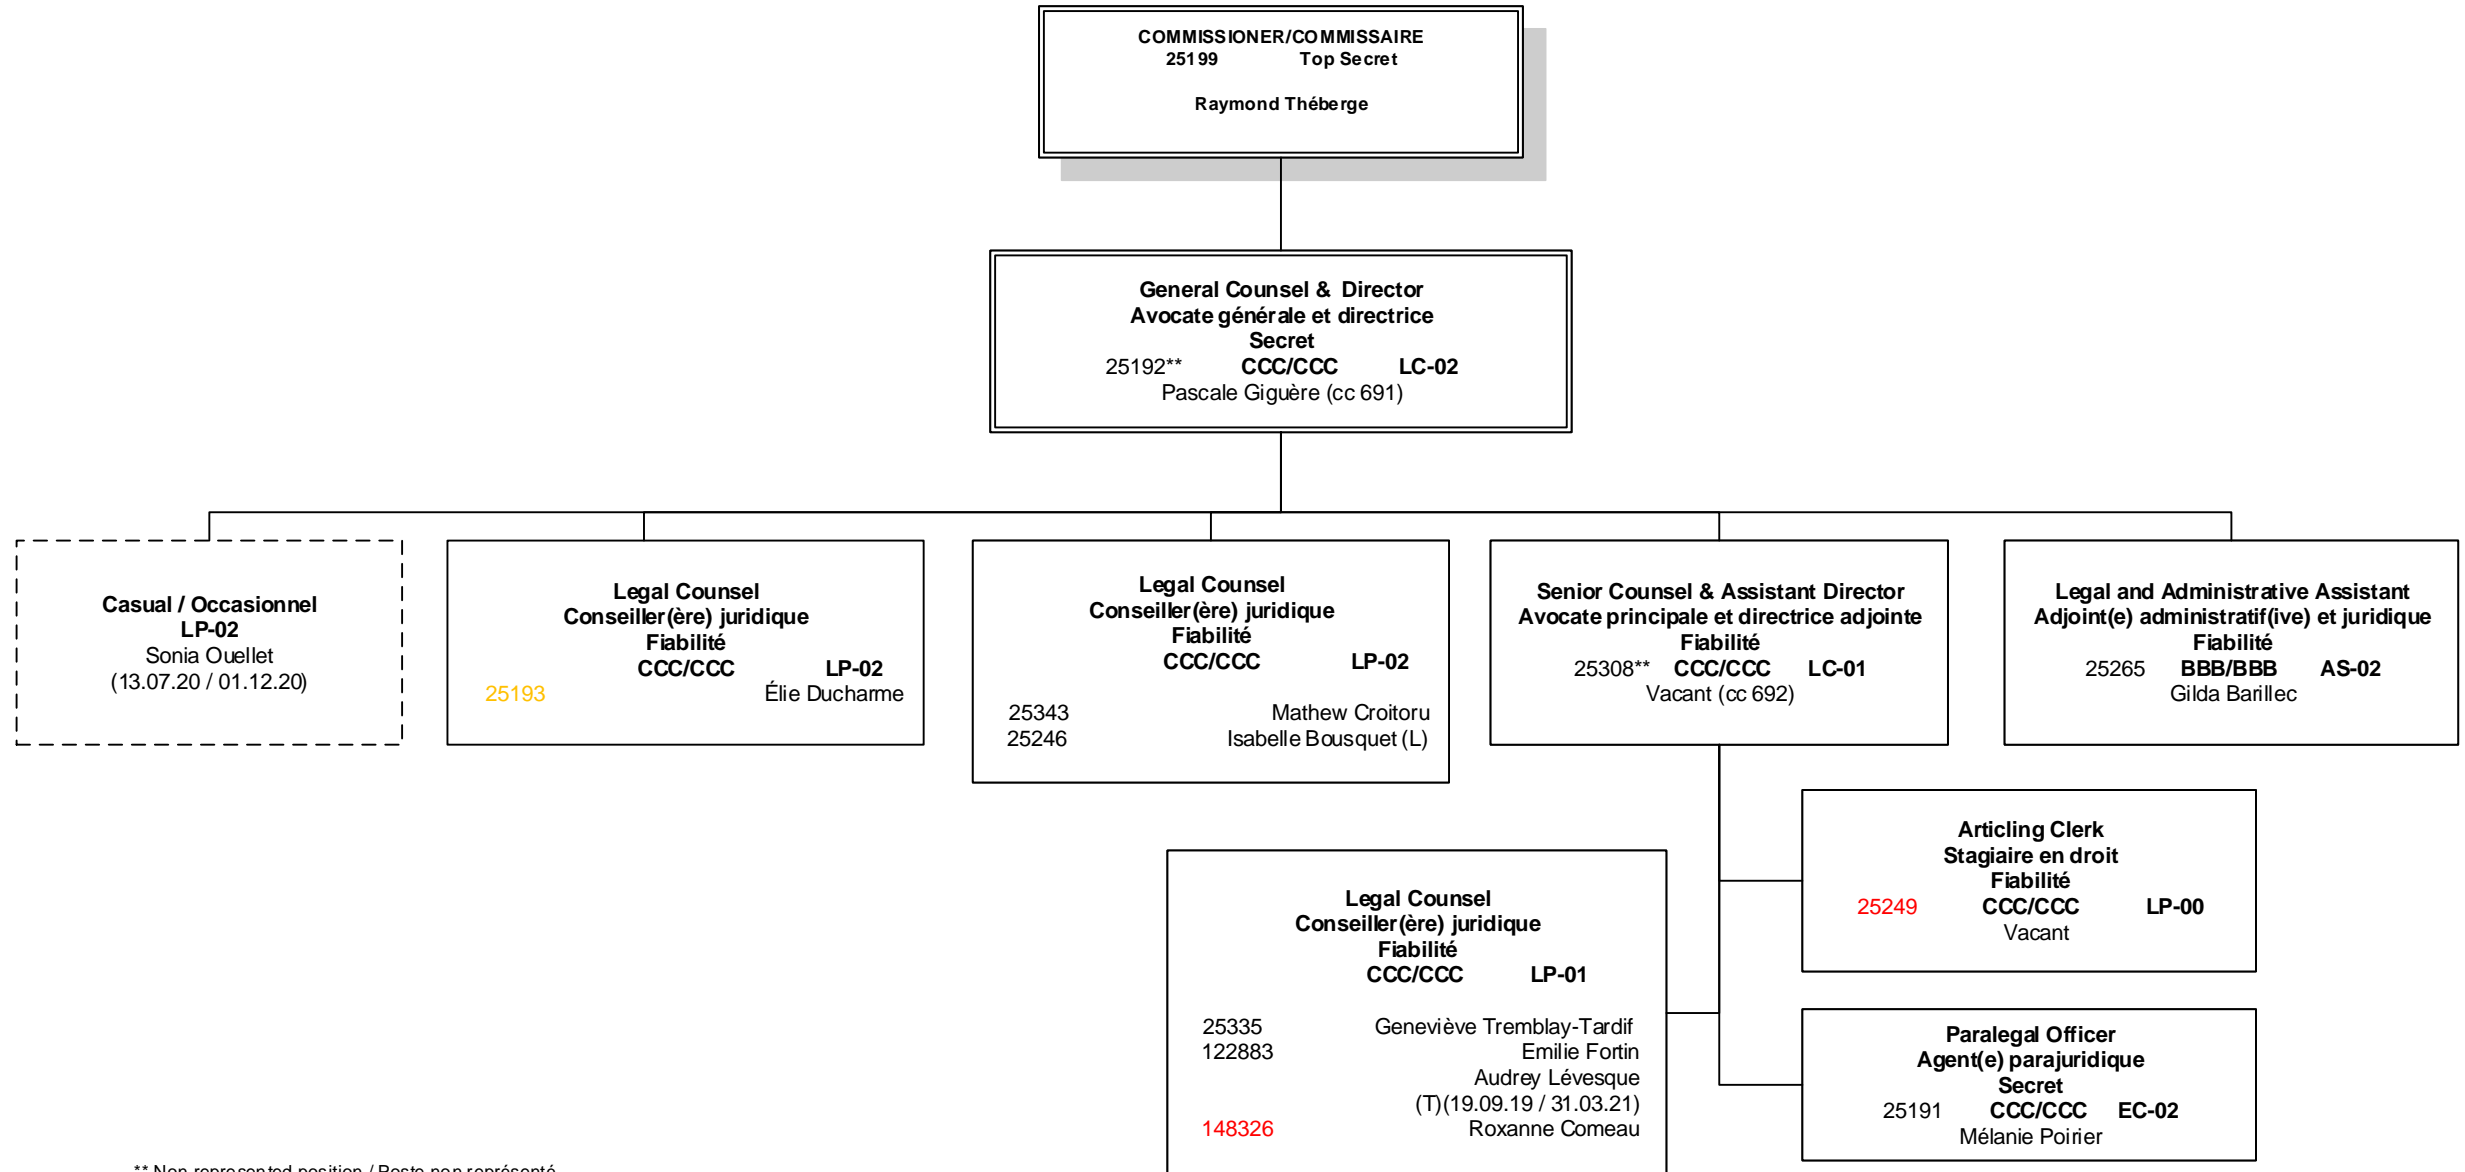 COMMISSIONER/COMMISSAIRE
25199 Top Secret
Raymond Théberge
General Counsel & Director
Avocate générale et directrice
Secret
25192** CCC/CCC LC-02
Pascale Giguère (cc 691)
Casual / Occasionnel
LP-02
Sonia Ouellet
(13.07.20 / 01.12.20)
Legal Counsel
Conseiller(ère) juridique
Fiabilité
CCC/CCC LP-02
25193 Élie Ducharme
Legal Counsel
Conseiller(ère) juridique
Fiabilité
CCC/CCC LP-02
25343 Mathew Croitoru
25246 Isabelle Bousquet (L)
Senior Counsel & Assistant Director
Avocate principale et directrice adjointe
Fiabilité
25308** CCC/CCC LC-01
Vacant (cc 692)
Legal and Administrative Assistant
Adjoint(e) administratif(ive) et juridique
Fiabilité
25265 BBB/BBB AS-02
Gilda Barillec
Articling Clerk
Stagiaire en droit
Fiabilité
25249 CCC/CCC LP-00
Vacant
Legal Counsel
Conseiller(ère) juridique
Fiabilité
CCC/CCC LP-01
25335 Geneviève Tremblay-Tardif
122883 Emilie Fortin
Audrey Lévesque
(T)(19.09.19 / 31.03.21)
148326 Roxanne Comeau
Paralegal Officer
Agent(e) parajuridique
Secret
25191 CCC/CCC EC-02
Mélanie Poirier
** Non represented position / Poste non représenté